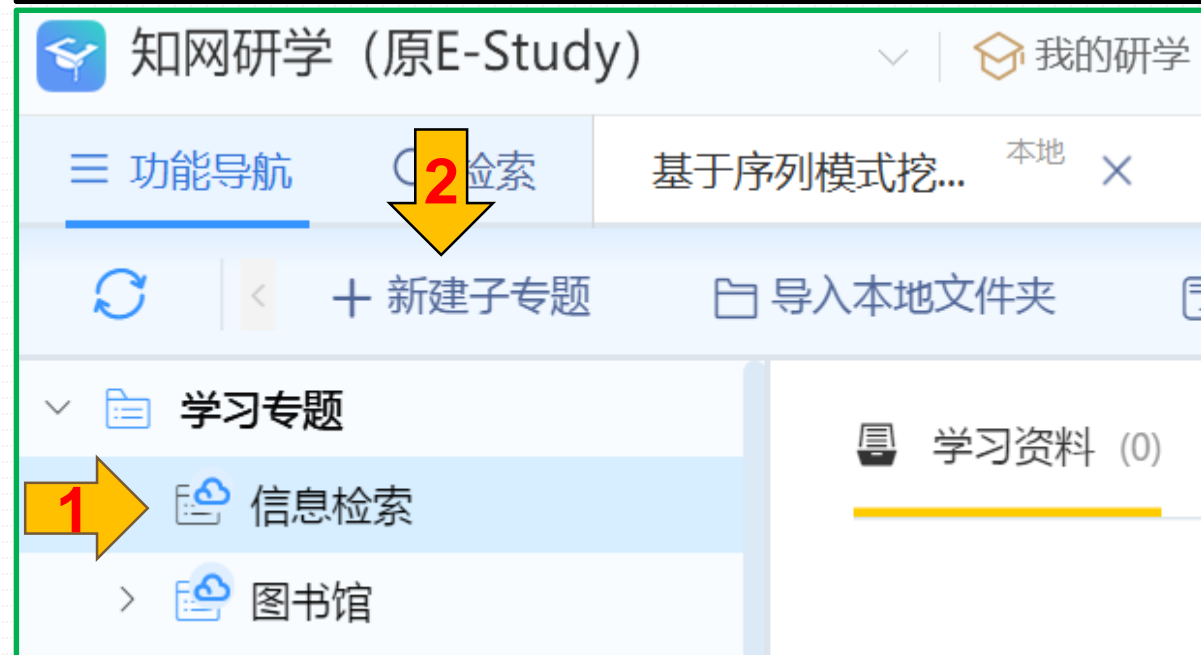 知网研学（原E-Study）
我的研学
功能导航
检索
基于序列模式挖...
本地
2
新建子专题
导入本地文件夹
学习专题
学习资料 (0)
1
信息检索
图书馆